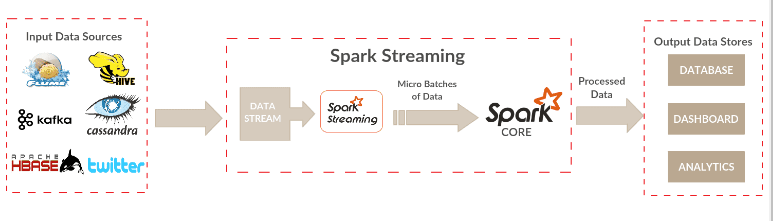 Input Data Sources
HIVE
kafka
cassandra
APACHE
HBASE
twitter
Spark Streaming
DATA
STREAM
Spark
Streaming
Micro Batches
of Data
Spark
CORE
Processed
Data
Output Data Stores
DATABASE
DASHBOARD
ANALYTICS